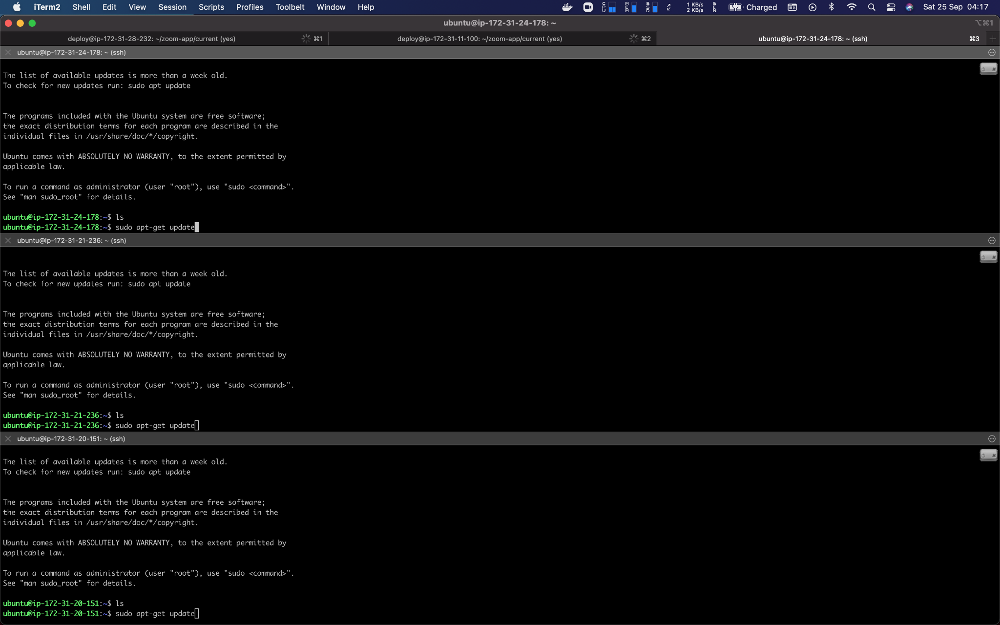 iTerm2 Shell Edit View Session Scripts Profiles Toolbelt Window Help CPU MEM SSD 1 KB/s 2 KB/s SEN Charged Sat 25 Sep 04:17
ubuntu@ip-172-31-24-178: ~ ⌥⌘1
deploy@ip-172-31-28-232: ~/zoom-app/current (yes) ⌘1 deploy@ip-172-31-11-100: ~/zoom-app/current (yes) ⌘2 ubuntu@ip-172-31-24-178: ~ (ssh) ⌘3
ubuntu@ip-172-31-24-178: ~ (ssh)
The list of available updates is more than a week old.
To check for new updates run: sudo apt update
The programs included with the Ubuntu system are free software;
the exact distribution terms for each program are described in the
individual files in /usr/share/doc/*/copyright.
Ubuntu comes with ABSOLUTELY NO WARRANTY, to the extent permitted by
applicable law.
To run a command as administrator (user "root"), use "sudo <command>".
See "man sudo_root" for details.
ubuntu@ip-172-31-24-178:~$ ls
ubuntu@ip-172-31-24-178:~$ sudo apt-get update
ubuntu@ip-172-31-21-236: ~ (ssh)
The list of available updates is more than a week old.
To check for new updates run: sudo apt update
The programs included with the Ubuntu system are free software;
the exact distribution terms for each program are described in the
individual files in /usr/share/doc/*/copyright.
Ubuntu comes with ABSOLUTELY NO WARRANTY, to the extent permitted by
applicable law.
To run a command as administrator (user "root"), use "sudo <command>".
See "man sudo_root" for details.
ubuntu@ip-172-31-21-236:~$ ls
ubuntu@ip-172-31-21-236:~$ sudo apt-get update
ubuntu@ip-172-31-20-151: ~ (ssh)
The list of available updates is more than a week old.
To check for new updates run: sudo apt update
The programs included with the Ubuntu system are free software;
the exact distribution terms for each program are described in the
individual files in /usr/share/doc/*/copyright.
Ubuntu comes with ABSOLUTELY NO WARRANTY, to the extent permitted by
applicable law.
To run a command as administrator (user "root"), use "sudo <command>".
See "man sudo_root" for details.
ubuntu@ip-172-31-20-151:~$ ls
ubuntu@ip-172-31-20-151:~$ sudo apt-get update